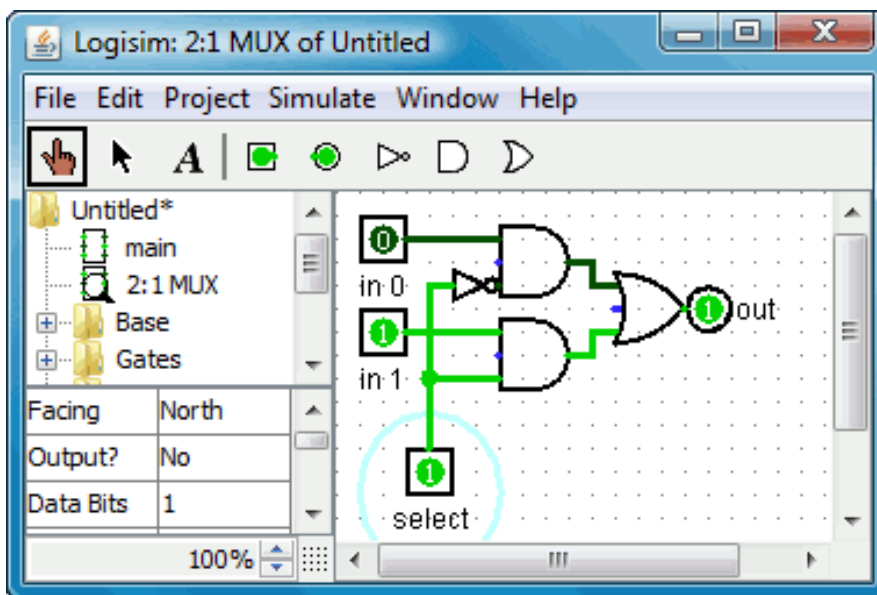 Logisim: 2:1 MUX of Untitled
File Edit Project Simulate Window Help
A
Untitled*
main
2:1 MUX
Base
Gates
Facing North
Output? No
Data Bits 1
100%
0
in 0
1
in 1
1
select
1 out